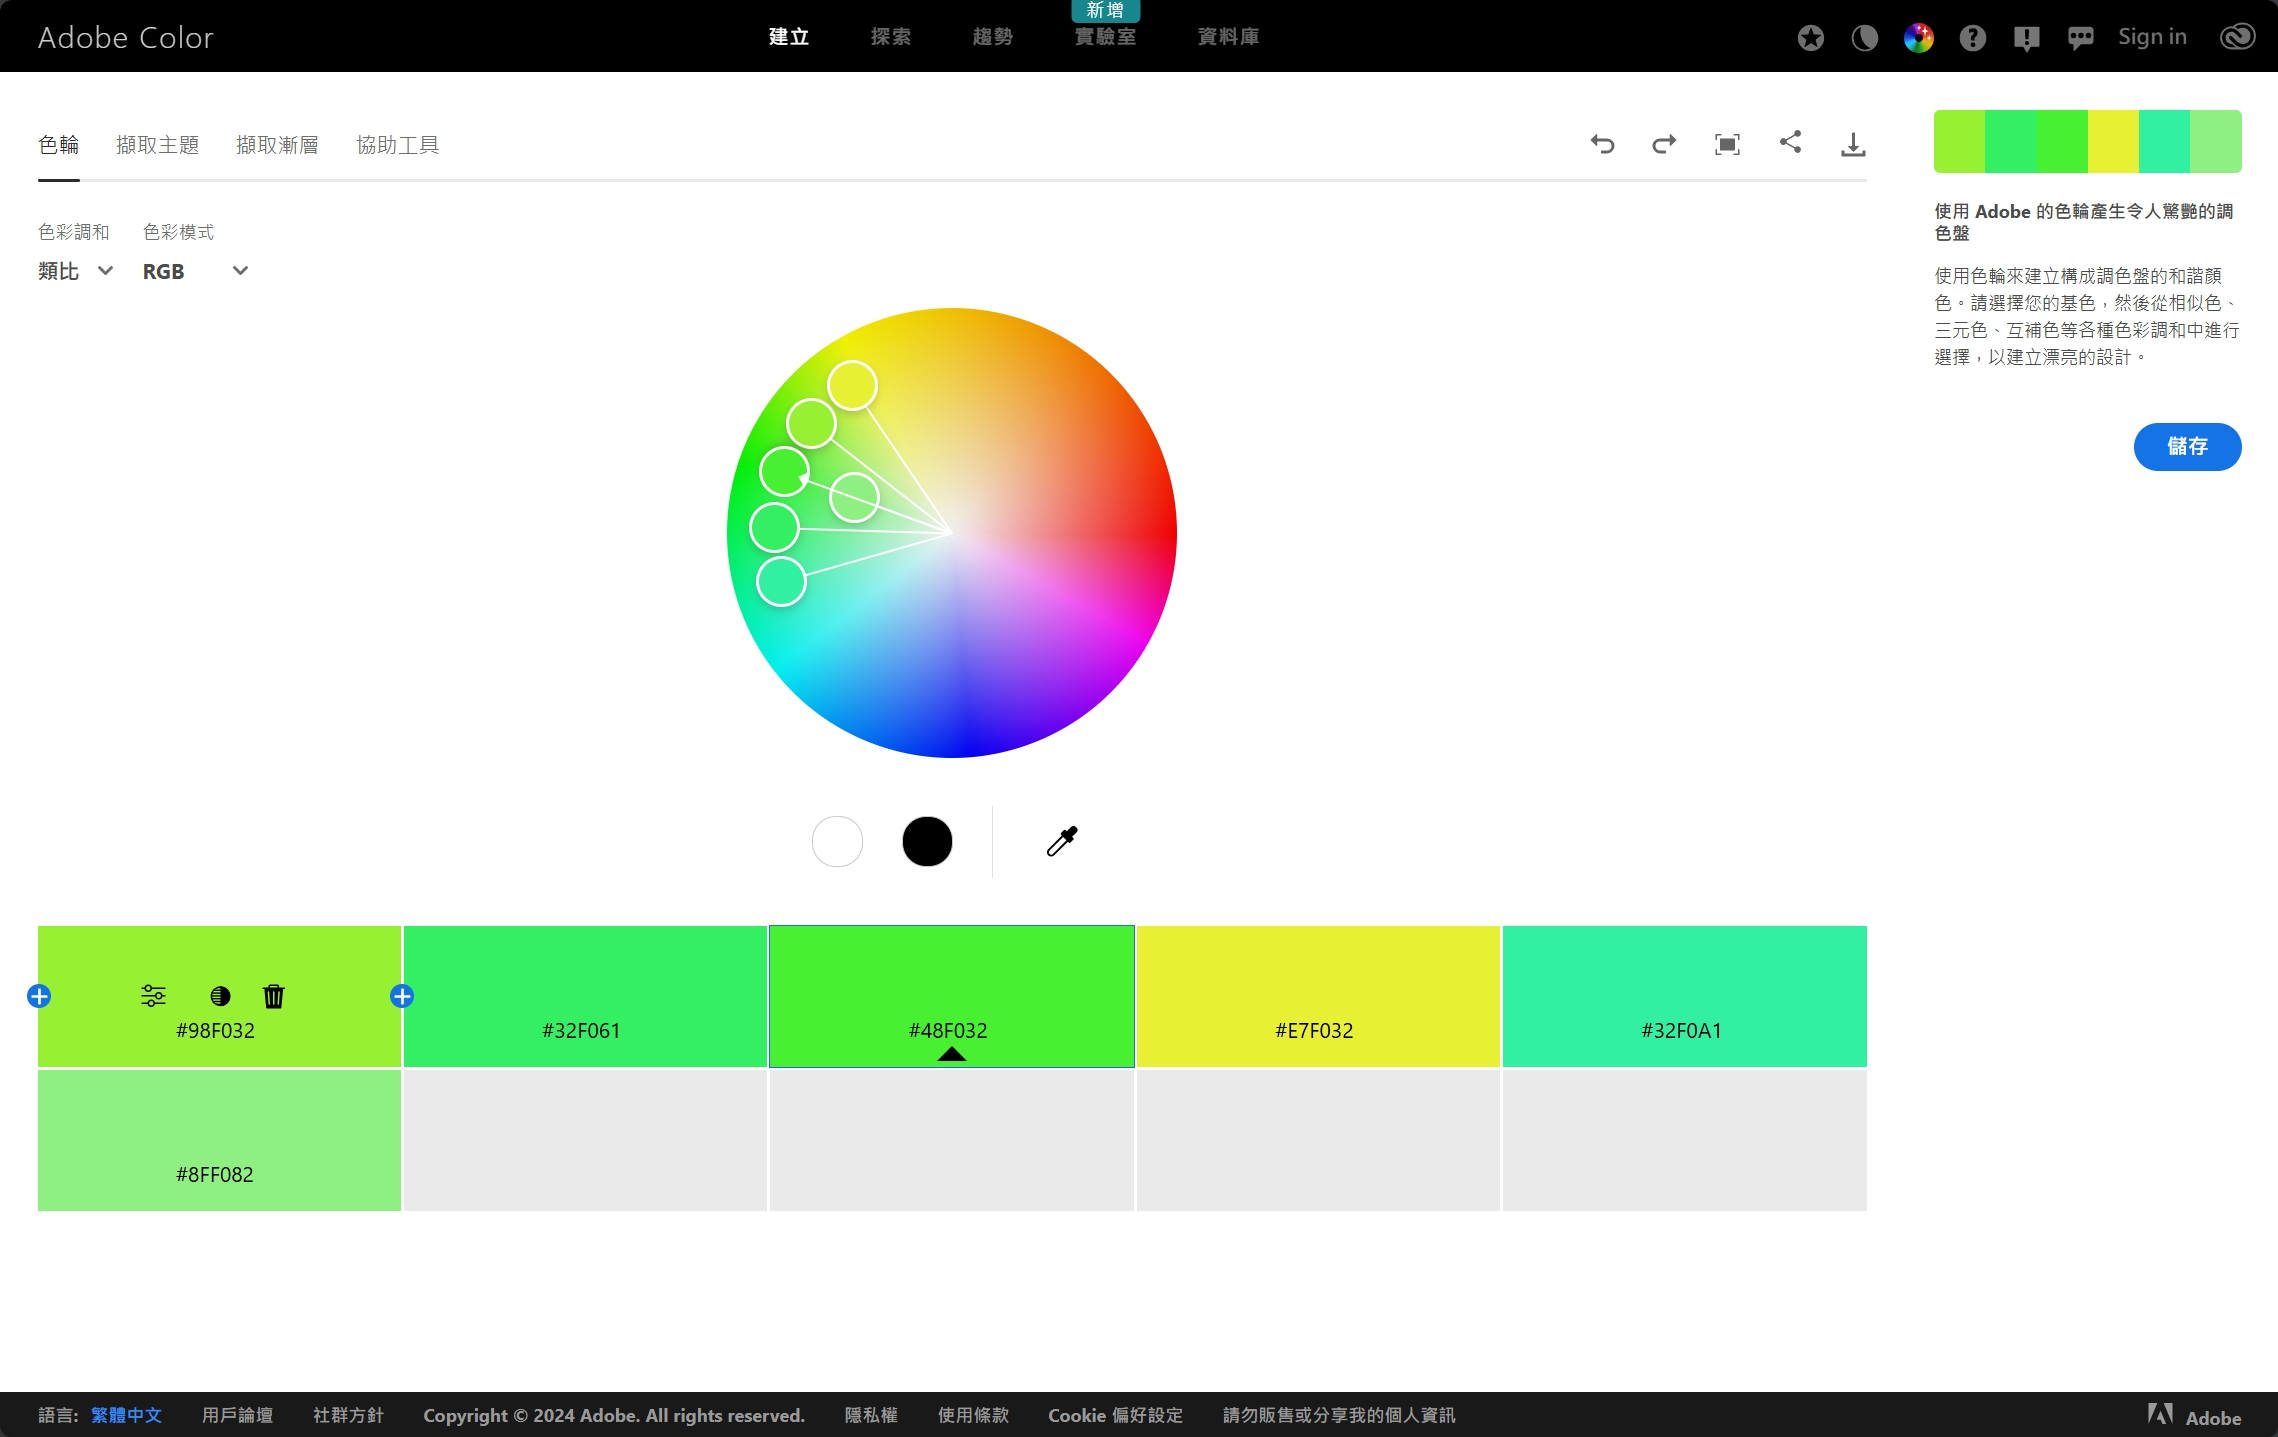 Adobe Color
建立
探索
趨勢
新增
實驗室
資料庫
Sign in
色輪
擷取主題
擷取漸層
協助工具
色彩調和
色彩模式
類比
RGB
使用 Adobe 的色輪產生令人驚艷的調
色盤
使用色輪來建立構成調色盤的和諧顏
色。請選擇您的基色，然後從相似色、
三元色、互補色等各種色彩調和中進行
選擇，以建立漂亮的設計。
儲存
#98F032
#32F061
#48F032
#E7F032
#32F0A1
#8FF082
語言: 繁體中文
用戶論壇
社群方針
Copyright © 2024 Adobe. All rights reserved.
隱私權
使用條款
Cookie 偏好設定
請勿販售或分享我的個人資訊
Adobe